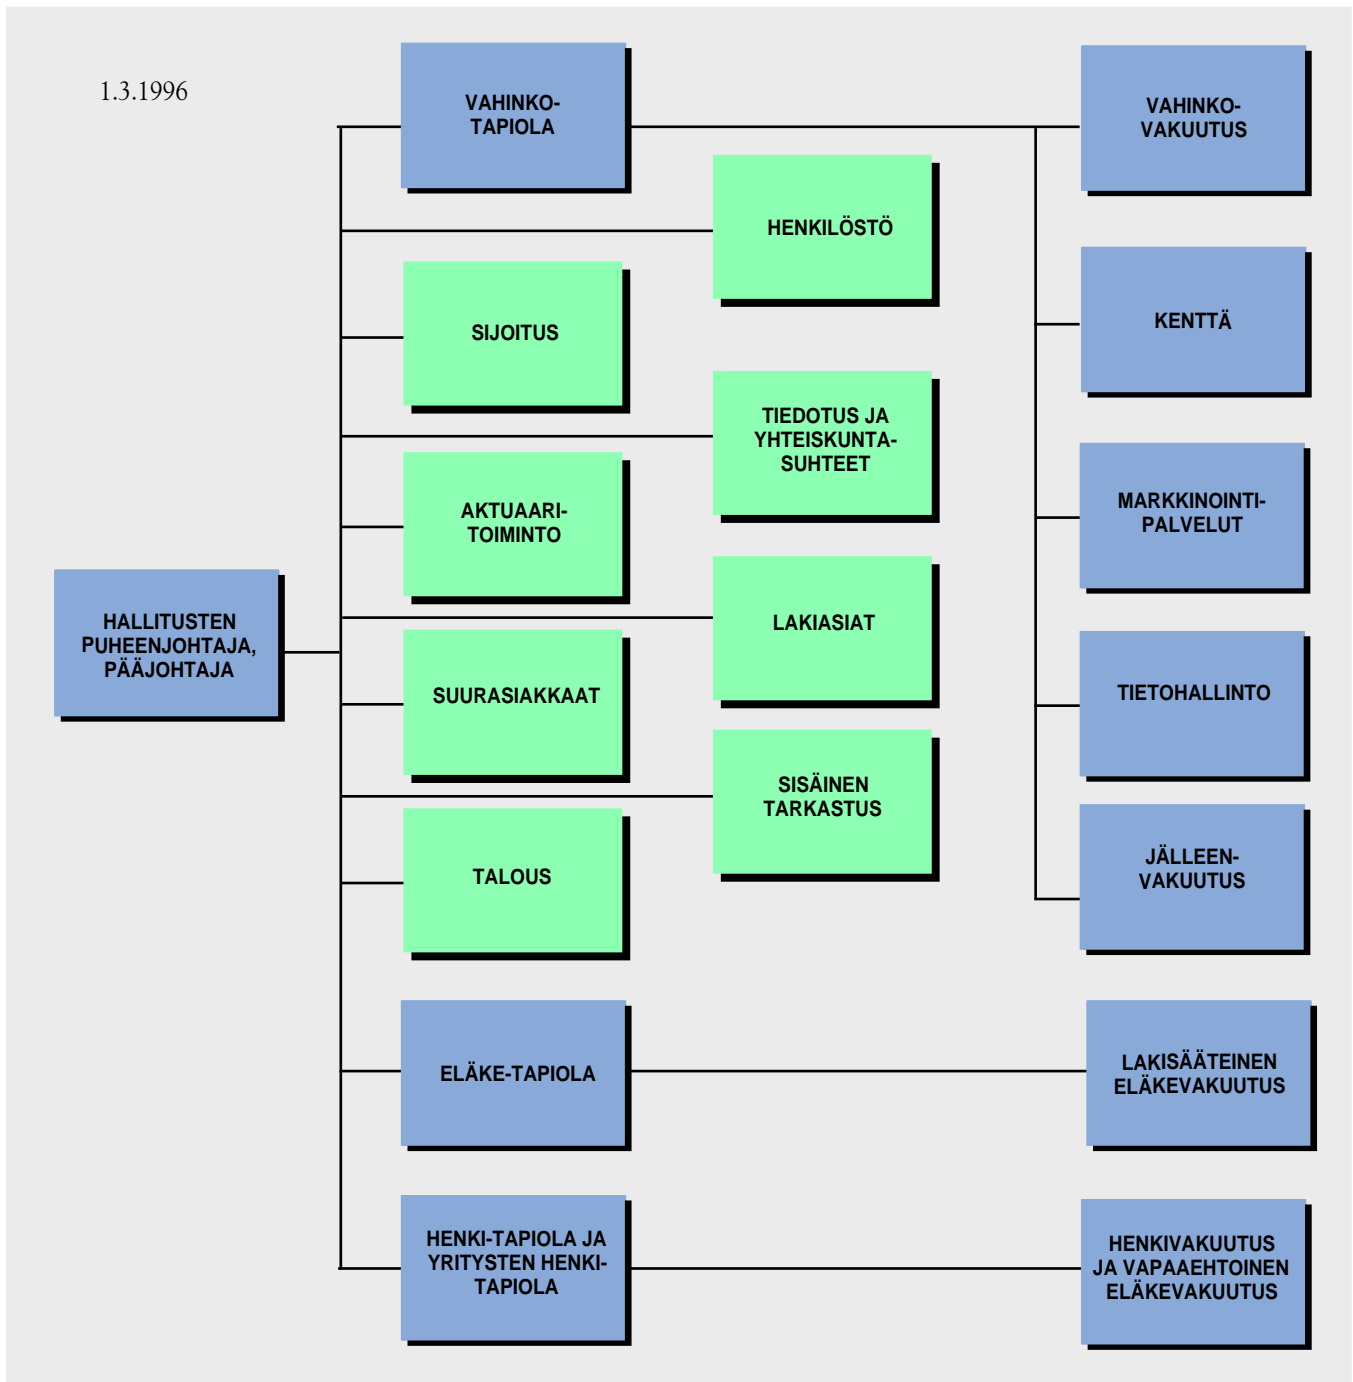 1.3.1996
VAHINKO-
TAPIOLA
VAHINKO-
VAKUUTUS
HENKILÖSTÖ
SIJOITUS
KENTTÄ
TIEDOTUS JA
YHTEISKUNTA-
SUHTEET
AKTUAARI-
TOIMINTO
MARKKINOINTI-
PALVELUT
HALLITUSTEN
PUHEENJOHTAJA,
PÄÄJOHTAJA
LAKIASIAT
SUURASIAKKAAT
TIETOHALLINTO
SISÄINEN
TARKASTUS
TALOUS
JÄLLEEN-
VAKUUTUS
ELÄKE-TAPIOLA
LAKISÄÄTEINEN
ELÄKEVAKUUTUS
HENKI-TAPIOLA JA
YRITYSTEN HENKI-
TAPIOLA
HENKIVAKUUTUS
JA VAPAAEHTOINEN
ELÄKEVAKUUTUS